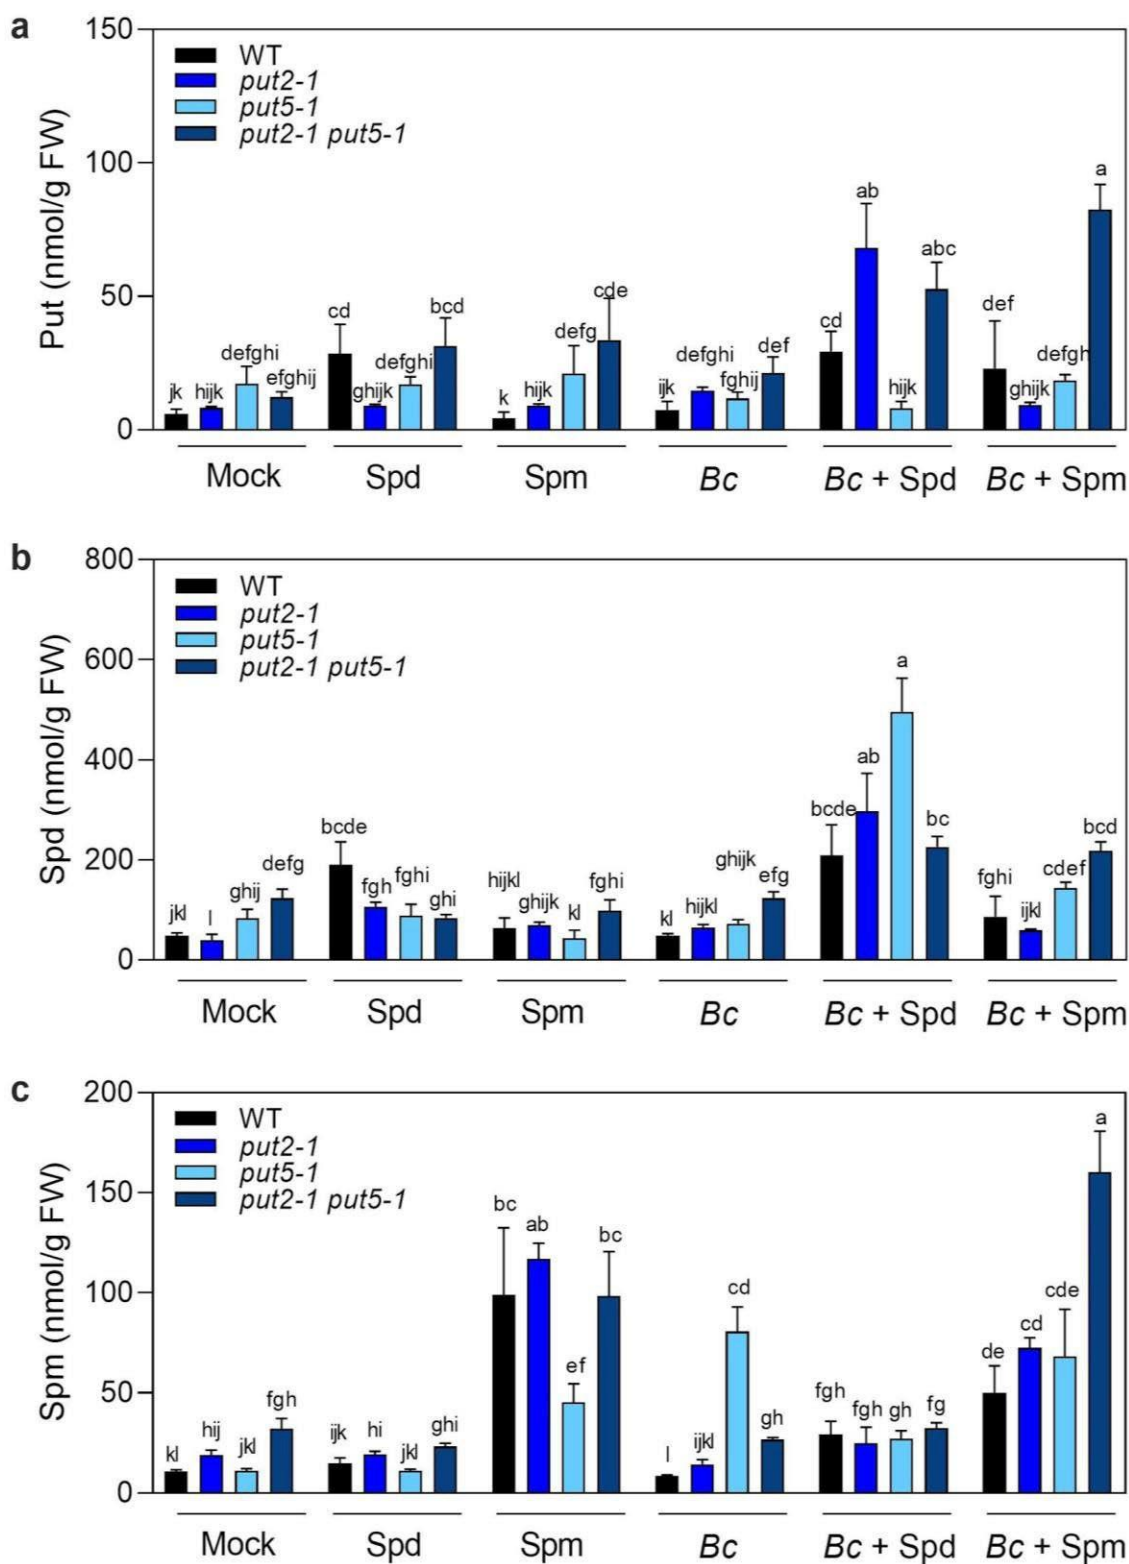 a
Put (nmol/g FW)
150
100
50
0
WT
put2-1
put5-1
put2-1 put5-1
jk hijk defghi efghij
cd ghijk defghi bcd
k hijk defg cde
ijk defghi fghij def
cd ab hijk abc
def ghijk defgh a
Mock Spd Spm Bc Bc + Spd Bc + Spm
b
Spd (nmol/g FW)
800
600
400
200
0
WT
put2-1
put5-1
put2-1 put5-1
jkl l ghij defg
bcde fgh fghi ghi
hijkl ghijk kl fghi
kl hijkl ghijk efg
bcde ab a bc
fghi ijkl cdef bcd
Mock Spd Spm Bc Bc + Spd Bc + Spm
c
Spm (nmol/g FW)
200
150
100
50
0
WT
put2-1
put5-1
put2-1 put5-1
kl hij jkl fgh
ijk hi jkl ghi
bc ab ef bc
l ijkl cd gh
fgh fgh gh fg
de cd cde a
Mock Spd Spm Bc Bc + Spd Bc + Spm